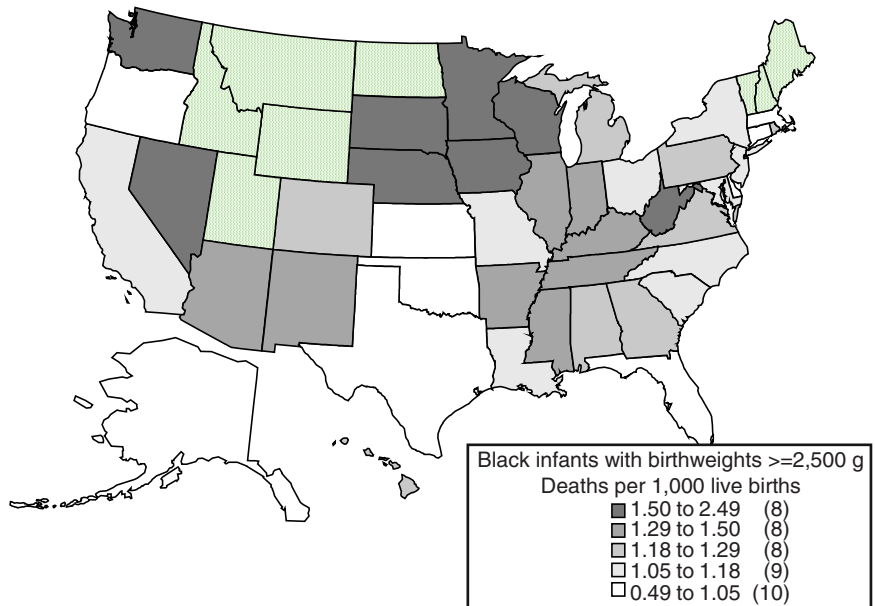 Black infants with birthweights >=2,500 g
Deaths per 1,000 live births
1.50 to 2.49 (8)
1.29 to 1.50 (8)
1.18 to 1.29 (8)
1.05 to 1.18 (9)
0.49 to 1.05 (10)